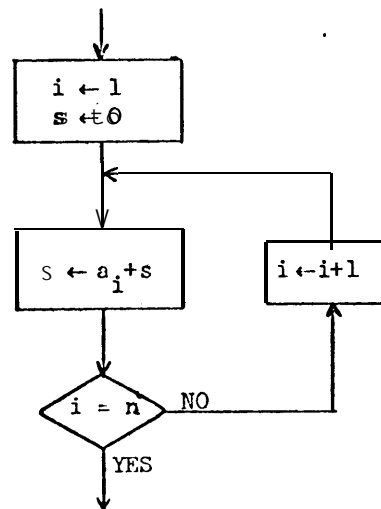 i ← 1
s ← 0
s ← a_i+s
i ← i+1
i = n
NO
YES